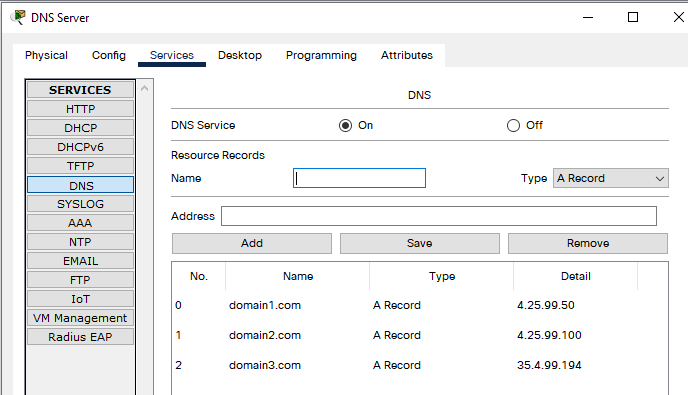 DNS Server
Physical Config Services Desktop Programming Attributes
SERVICES
HTTP
DHCP
DHCPv6
TFTP
DNS
SYSLOG
AAA
NTP
EMAIL
FTP
IoT
VM Management
Radius EAP
DNS
DNS Service On Off
Resource Records
Name Type A Record
Address
Add Save Remove
No. Name Type Detail
0 domain1.com A Record 4.25.99.50
1 domain2.com A Record 4.25.99.100
2 domain3.com A Record 35.4.99.194